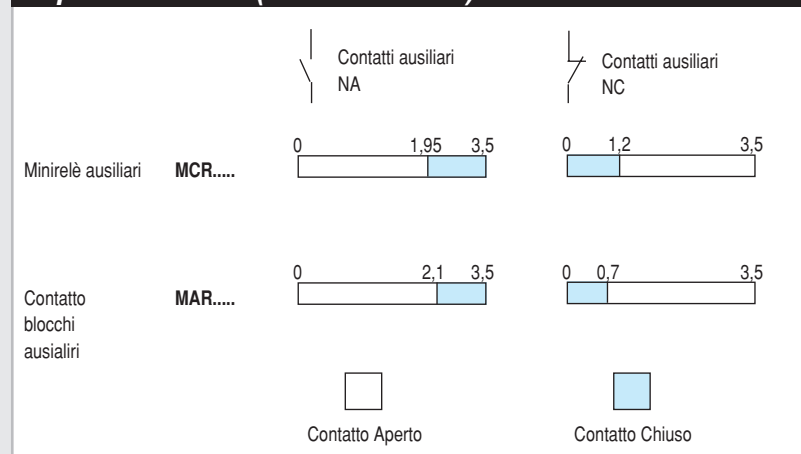 Contatti ausiliari
NA
Contatti ausiliari
NC
0 1,95 3,5
0 1,2 3,5
Minirelè ausiliari MCR.....
0 2,1 3,5
0 0,7 3,5
Contatto
blocchi
ausialiri
MAR.....
Contatto Aperto
Contatto Chiuso